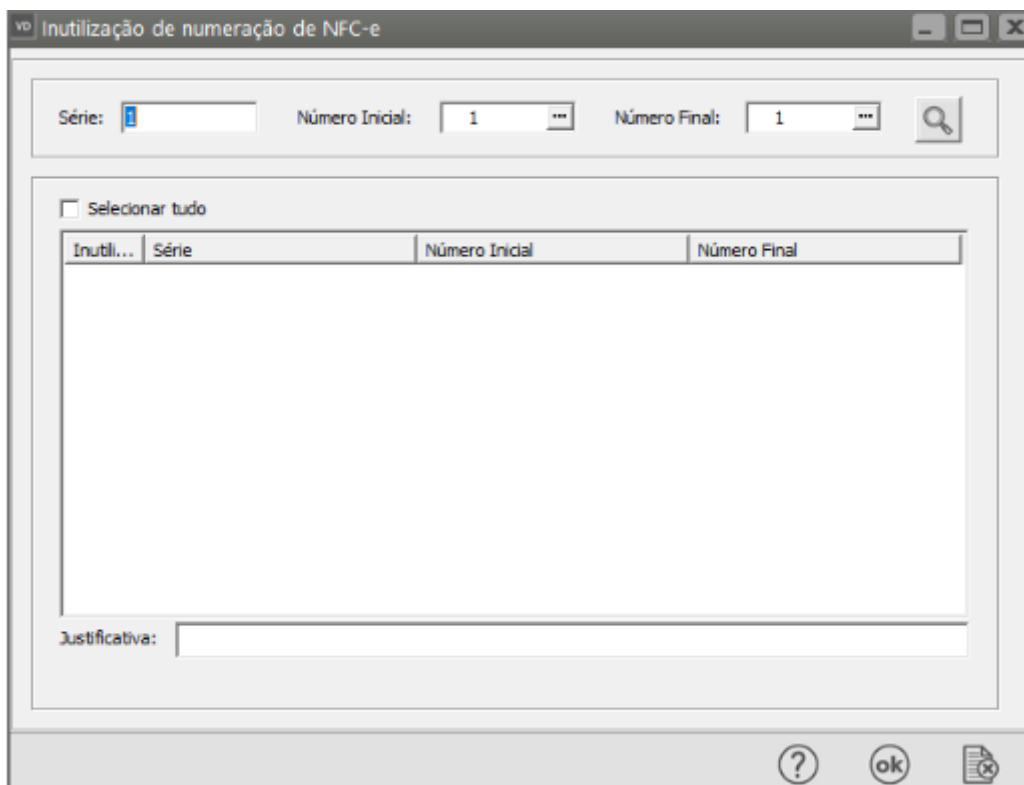 VD Inutilização de numeração de NFC-e
Série: 1 Número Inicial: 1 ... Número Final: 1 ...
Selecionar tudo
Inutili... Série Número Inicial Número Final
Justificativa:
? ok